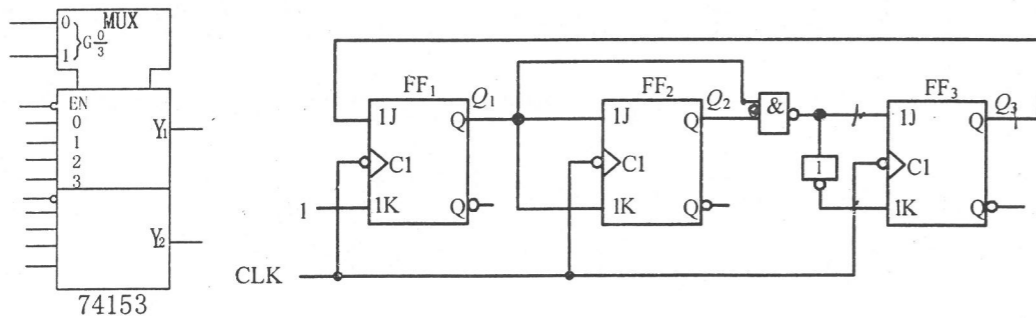 0 MUX
1 } G 0/3
EN
0
1 Y₁
2
3
Y₂
74153
FF₁ Q₁ FF₂ Q₂ FF₃ Q₃
1J Q 1J Q & 1J Q
C1 C1 1 C1
1 1K Q 1K Q 1K Q
CLK